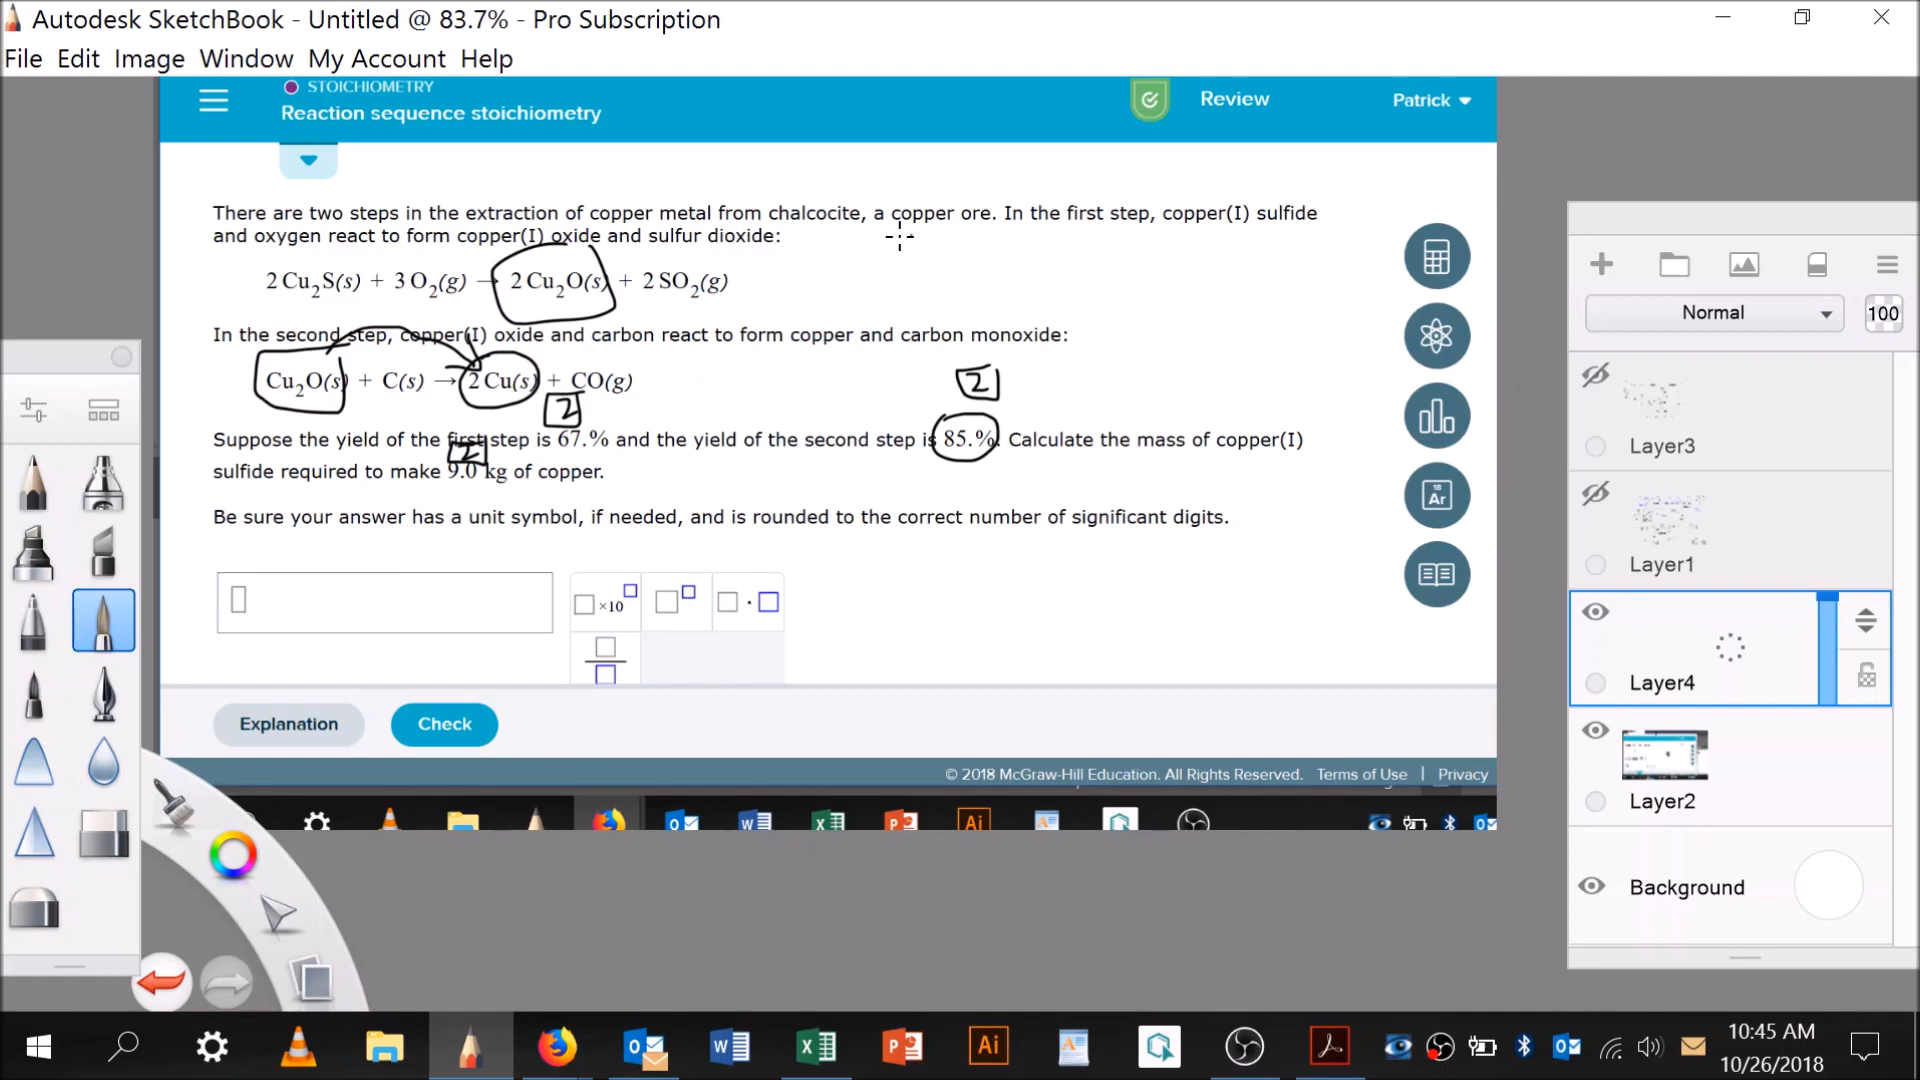 Autodesk SketchBook - Untitled @ 83.7% - Pro Subscription
File Edit Image Window My Account Help
STOICHIOMETRY
Reaction sequence stoichiometry
Review
Patrick
There are two steps in the extraction of copper metal from chalcocite, a copper ore. In the first step, copper(I) sulfide
and oxygen react to form copper(I) oxide and sulfur dioxide:
2 Cu₂S(s) + 3 O₂(g) → 2 Cu₂O(s) + 2 SO₂(g)
In the second step, copper(I) oxide and carbon react to form copper and carbon monoxide:
Cu₂O(s) + C(s) → 2 Cu(s) + CO(g)
2
2
Suppose the yield of the first step is 67.% and the yield of the second step is 85.%. Calculate the mass of copper(I)
2
sulfide required to make 9.0 kg of copper.
Be sure your answer has a unit symbol, if needed, and is rounded to the correct number of significant digits.
×10
·
18
Ar
Explanation
Check
© 2018 McGraw-Hill Education. All Rights Reserved. Terms of Use | Privacy
Normal
100
Layer3
Layer1
Layer4
Layer2
Background
Ai
10:45 AM
10/26/2018